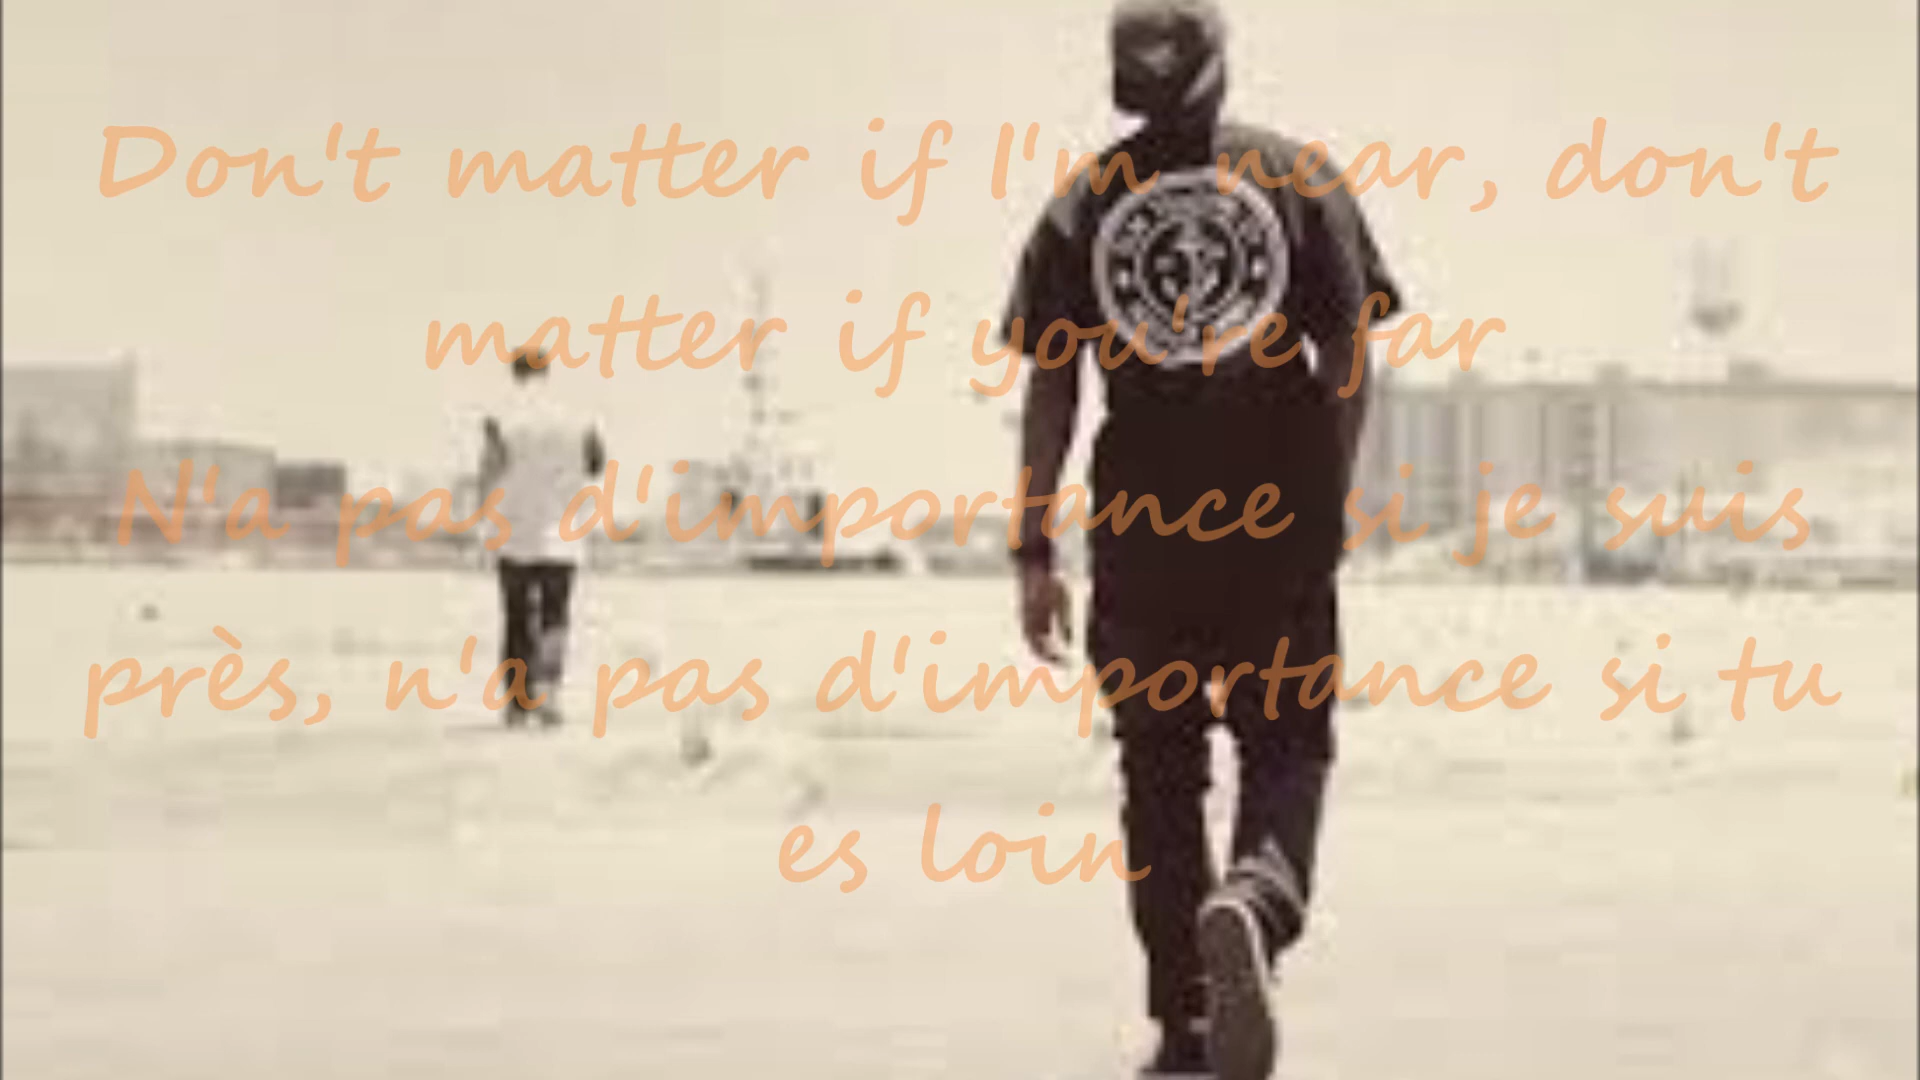 Don't matter if I'm near, don't
matter if you're far
N'a pas d'importance si je suis
près, n'a pas d'importance si tu
es loin